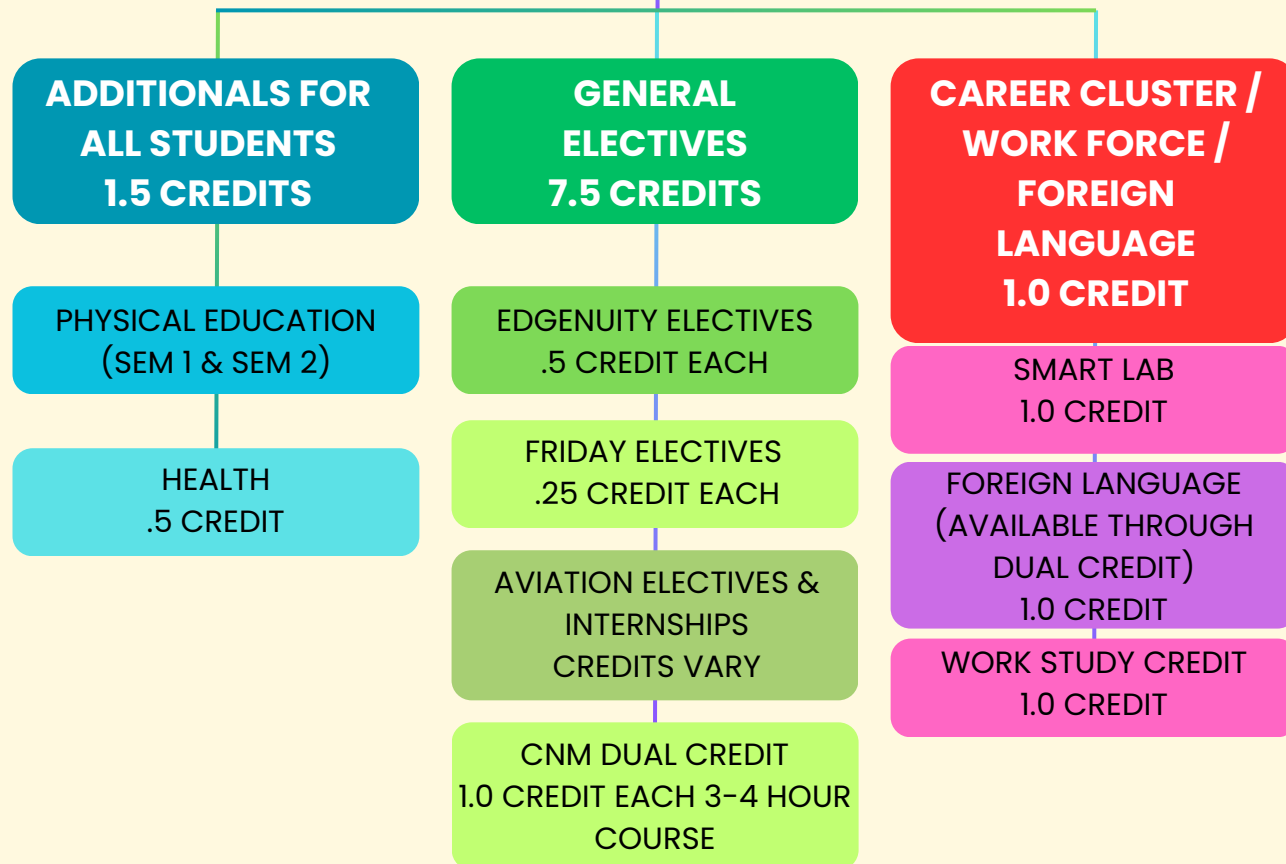 ADDITIONALS FOR
ALL STUDENTS
1.5 CREDITS
PHYSICAL EDUCATION
(SEM 1 & SEM 2)
HEALTH
.5 CREDIT
GENERAL
ELECTIVES
7.5 CREDITS
EDGENUITY ELECTIVES
.5 CREDIT EACH
FRIDAY ELECTIVES
.25 CREDIT EACH
AVIATION ELECTIVES &
INTERNSHIPS
CREDITS VARY
CNM DUAL CREDIT
1.0 CREDIT EACH 3-4 HOUR
COURSE
CAREER CLUSTER /
WORK FORCE /
FOREIGN
LANGUAGE
1.0 CREDIT
SMART LAB
1.0 CREDIT
FOREIGN LANGUAGE
(AVAILABLE THROUGH
DUAL CREDIT)
1.0 CREDIT
WORK STUDY CREDIT
1.0 CREDIT